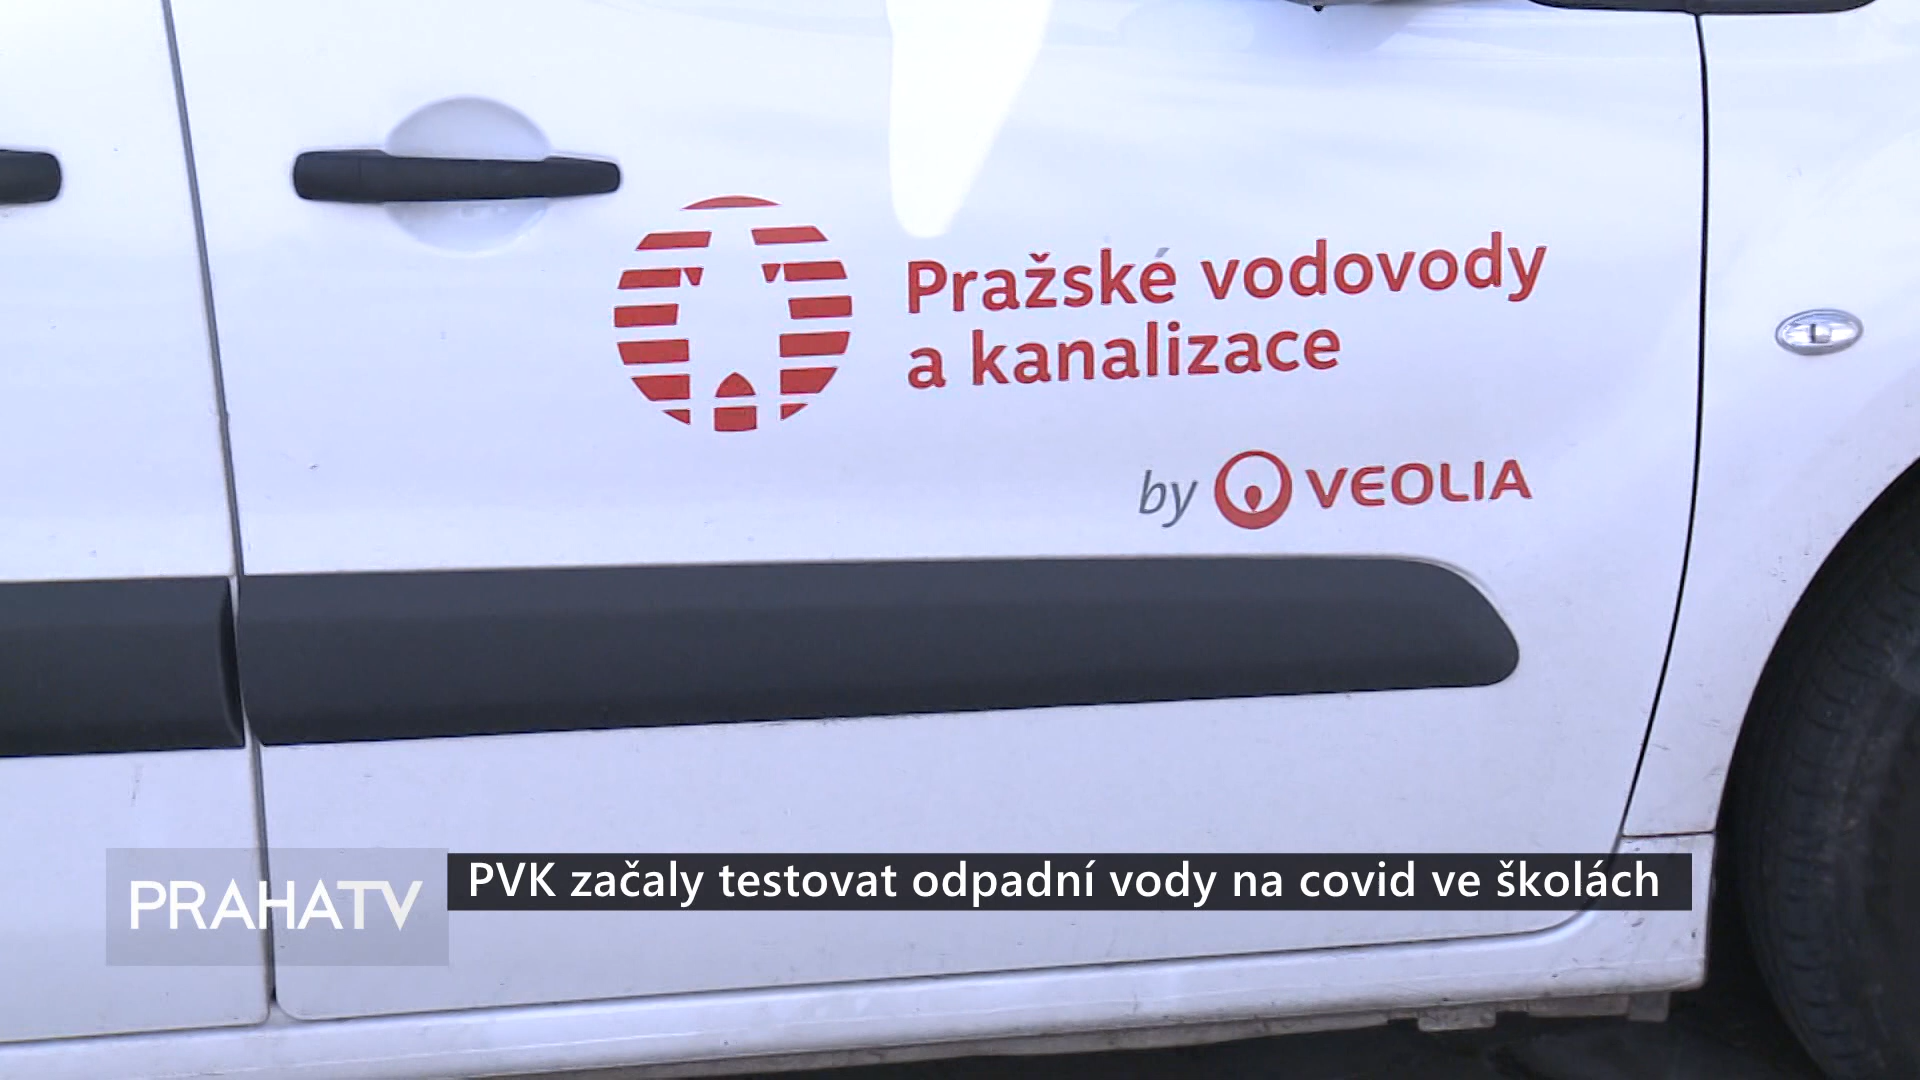 Pražské vodovody
a kanalizace
by VEOLIA
PRAHATV
PVK začaly testovat odpadní vody na covid ve školách